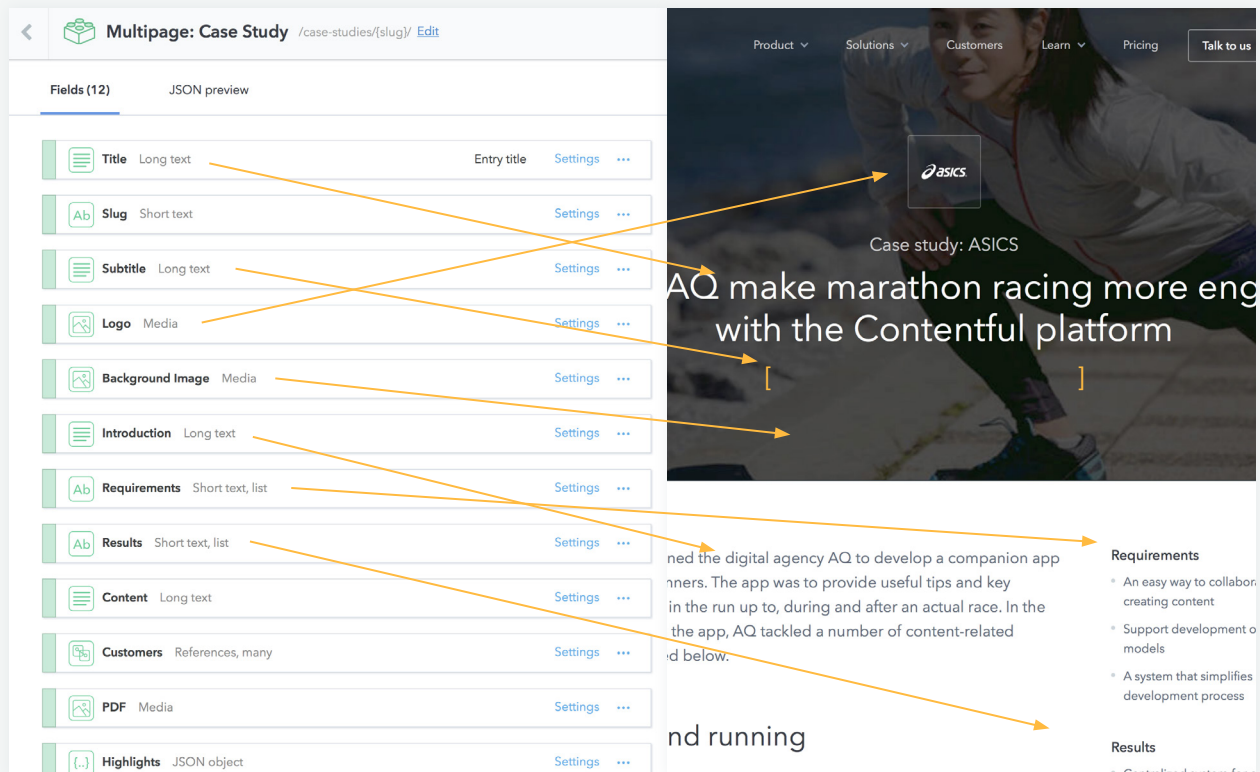 Multipage: Case Study /case-studies/{slug}/ Edit
Fields (12) JSON preview
Title Long text Entry title Settings ...
Ab Slug Short text Settings ...
Subtitle Long text Settings ...
Logo Media Settings ...
Background Image Media Settings ...
Introduction Long text Settings ...
Ab Requirements Short text, list Settings ...
Ab Results Short text, list Settings ...
Content Long text Settings ...
Customers References, many Settings ...
PDF Media Settings ...
{..} Highlights JSON object Settings ...
Product Solutions Customers Learn Pricing Talk to us
asics
Case study: ASICS
AQ make marathon racing more eng
with the Contentful platform
[ ]
ned the digital agency AQ to develop a companion app
nners. The app was to provide useful tips and key
in the run up to, during and after an actual race. In the
the app, AQ tackled a number of content-related
d below.
nd running
Requirements
An easy way to collabora
creating content
Support development o
models
A system that simplifies
development process
Results